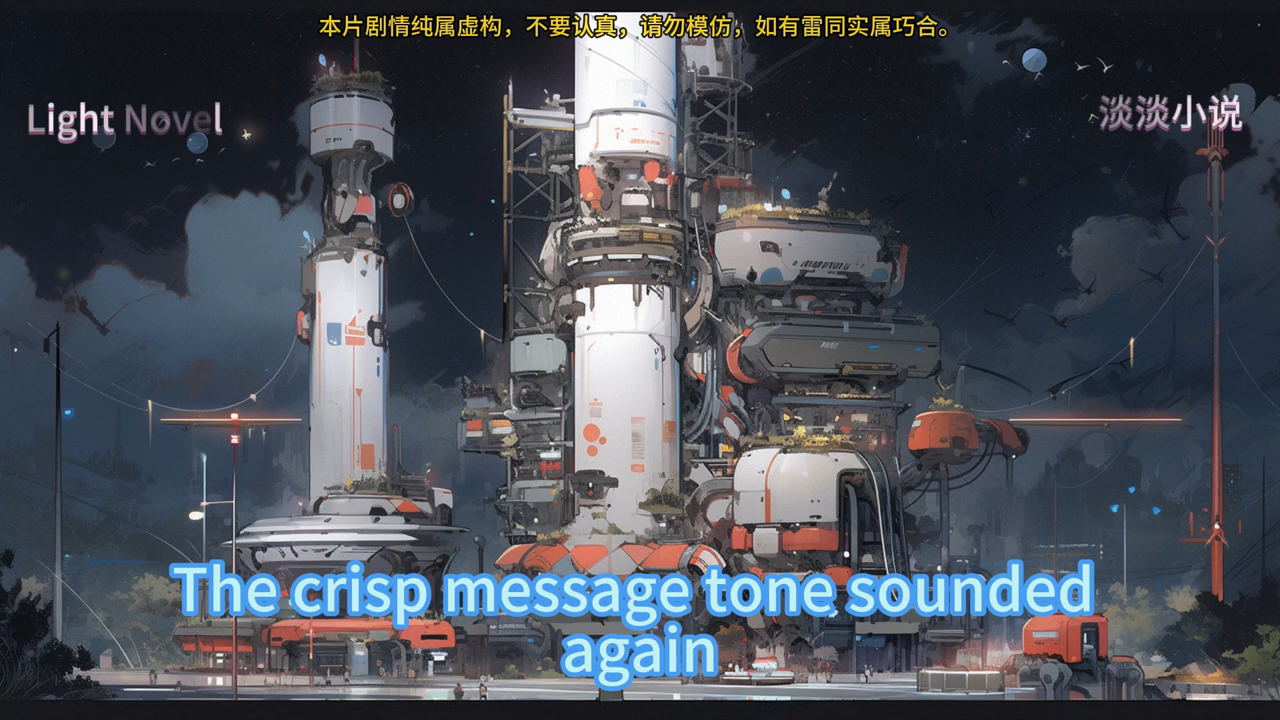 本片剧情纯属虚构，不要认真，请勿模仿，如有雷同实属巧合。
Light Novel
淡淡小说
The crisp message tone sounded
again